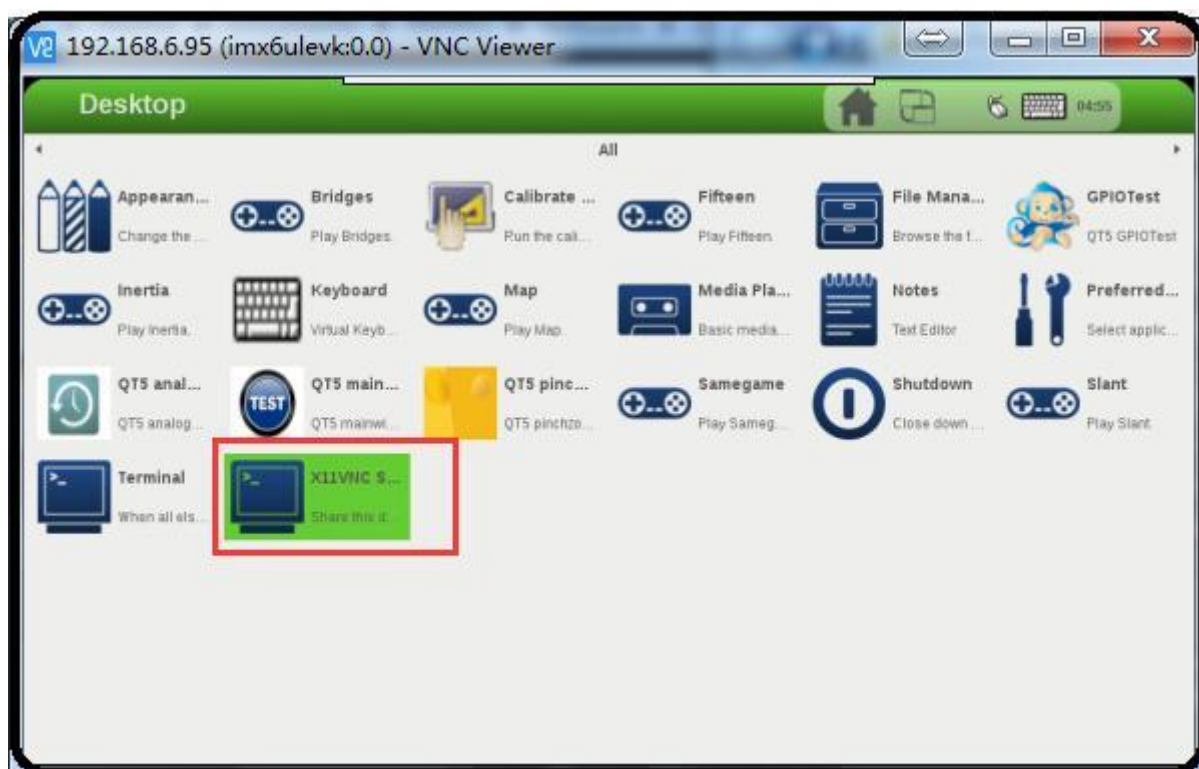 VC 192.168.6.95 (imx6ulevk:0.0) - VNC Viewer
Desktop 04:55
All
Appearan... Bridges Calibrate ... Fifteen File Mana... GPIOTest
Change the ... Play Bridges. Run the cali... Play Fifteen. Browse the f... QT5 GPIOTest
Inertia Keyboard Map Media Pla... Notes Preferred...
Play Inertia. Virtual Keyb... Play Map. Basic media... Text Editor Select applic...
QT5 anal... QT5 main... QT5 pinc... Samegame Shutdown Slant
TEST
QT5 analog... QT5 mainwi... QT5 pinchzo... Play Sameg... Close down ... Play Slant.
Terminal X11VNC S...
When all els... Share this d...